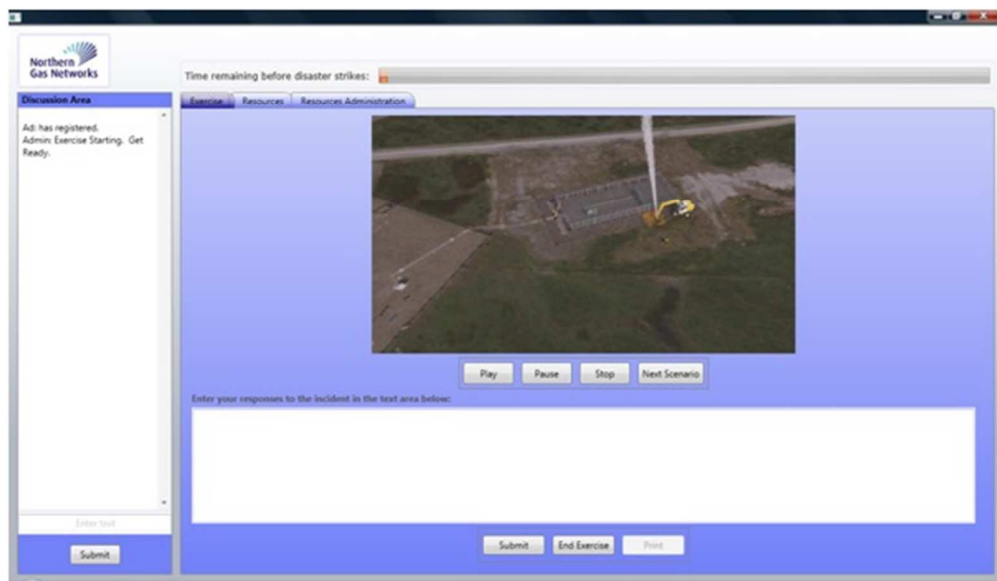 Northern
Gas Networks
Time remaining before disaster strikes:
Discussion Area
Exercise
Resources
Resources Administration
Ad: has registered.
Admin: Exercise Starting. Get
Ready.
Play
Pause
Stop
Next Scenario
Enter your responses to the incident in the text area below:
Enter text
Submit
Submit
End Exercise
Print